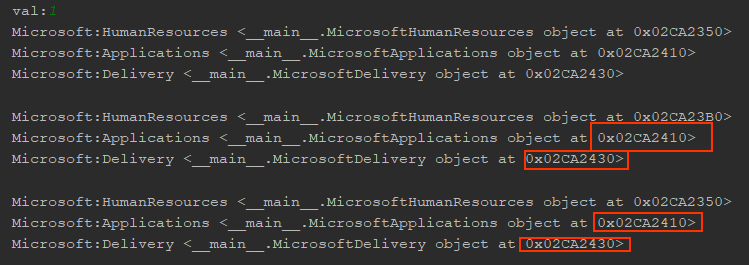 val:1
Microsoft:HumanResources <__main__.MicrosoftHumanResources object at 0x02CA2350>
Microsoft:Applications <__main__.MicrosoftApplications object at 0x02CA2410>
Microsoft:Delivery <__main__.MicrosoftDelivery object at 0x02CA2430>
Microsoft:HumanResources <__main__.MicrosoftHumanResources object at 0x02CA23B0>
Microsoft:Applications <__main__.MicrosoftApplications object at 0x02CA2410>
Microsoft:Delivery <__main__.MicrosoftDelivery object at 0x02CA2430>
Microsoft:HumanResources <__main__.MicrosoftHumanResources object at 0x02CA2350>
Microsoft:Applications <__main__.MicrosoftApplications object at 0x02CA2410>
Microsoft:Delivery <__main__.MicrosoftDelivery object at 0x02CA2430>